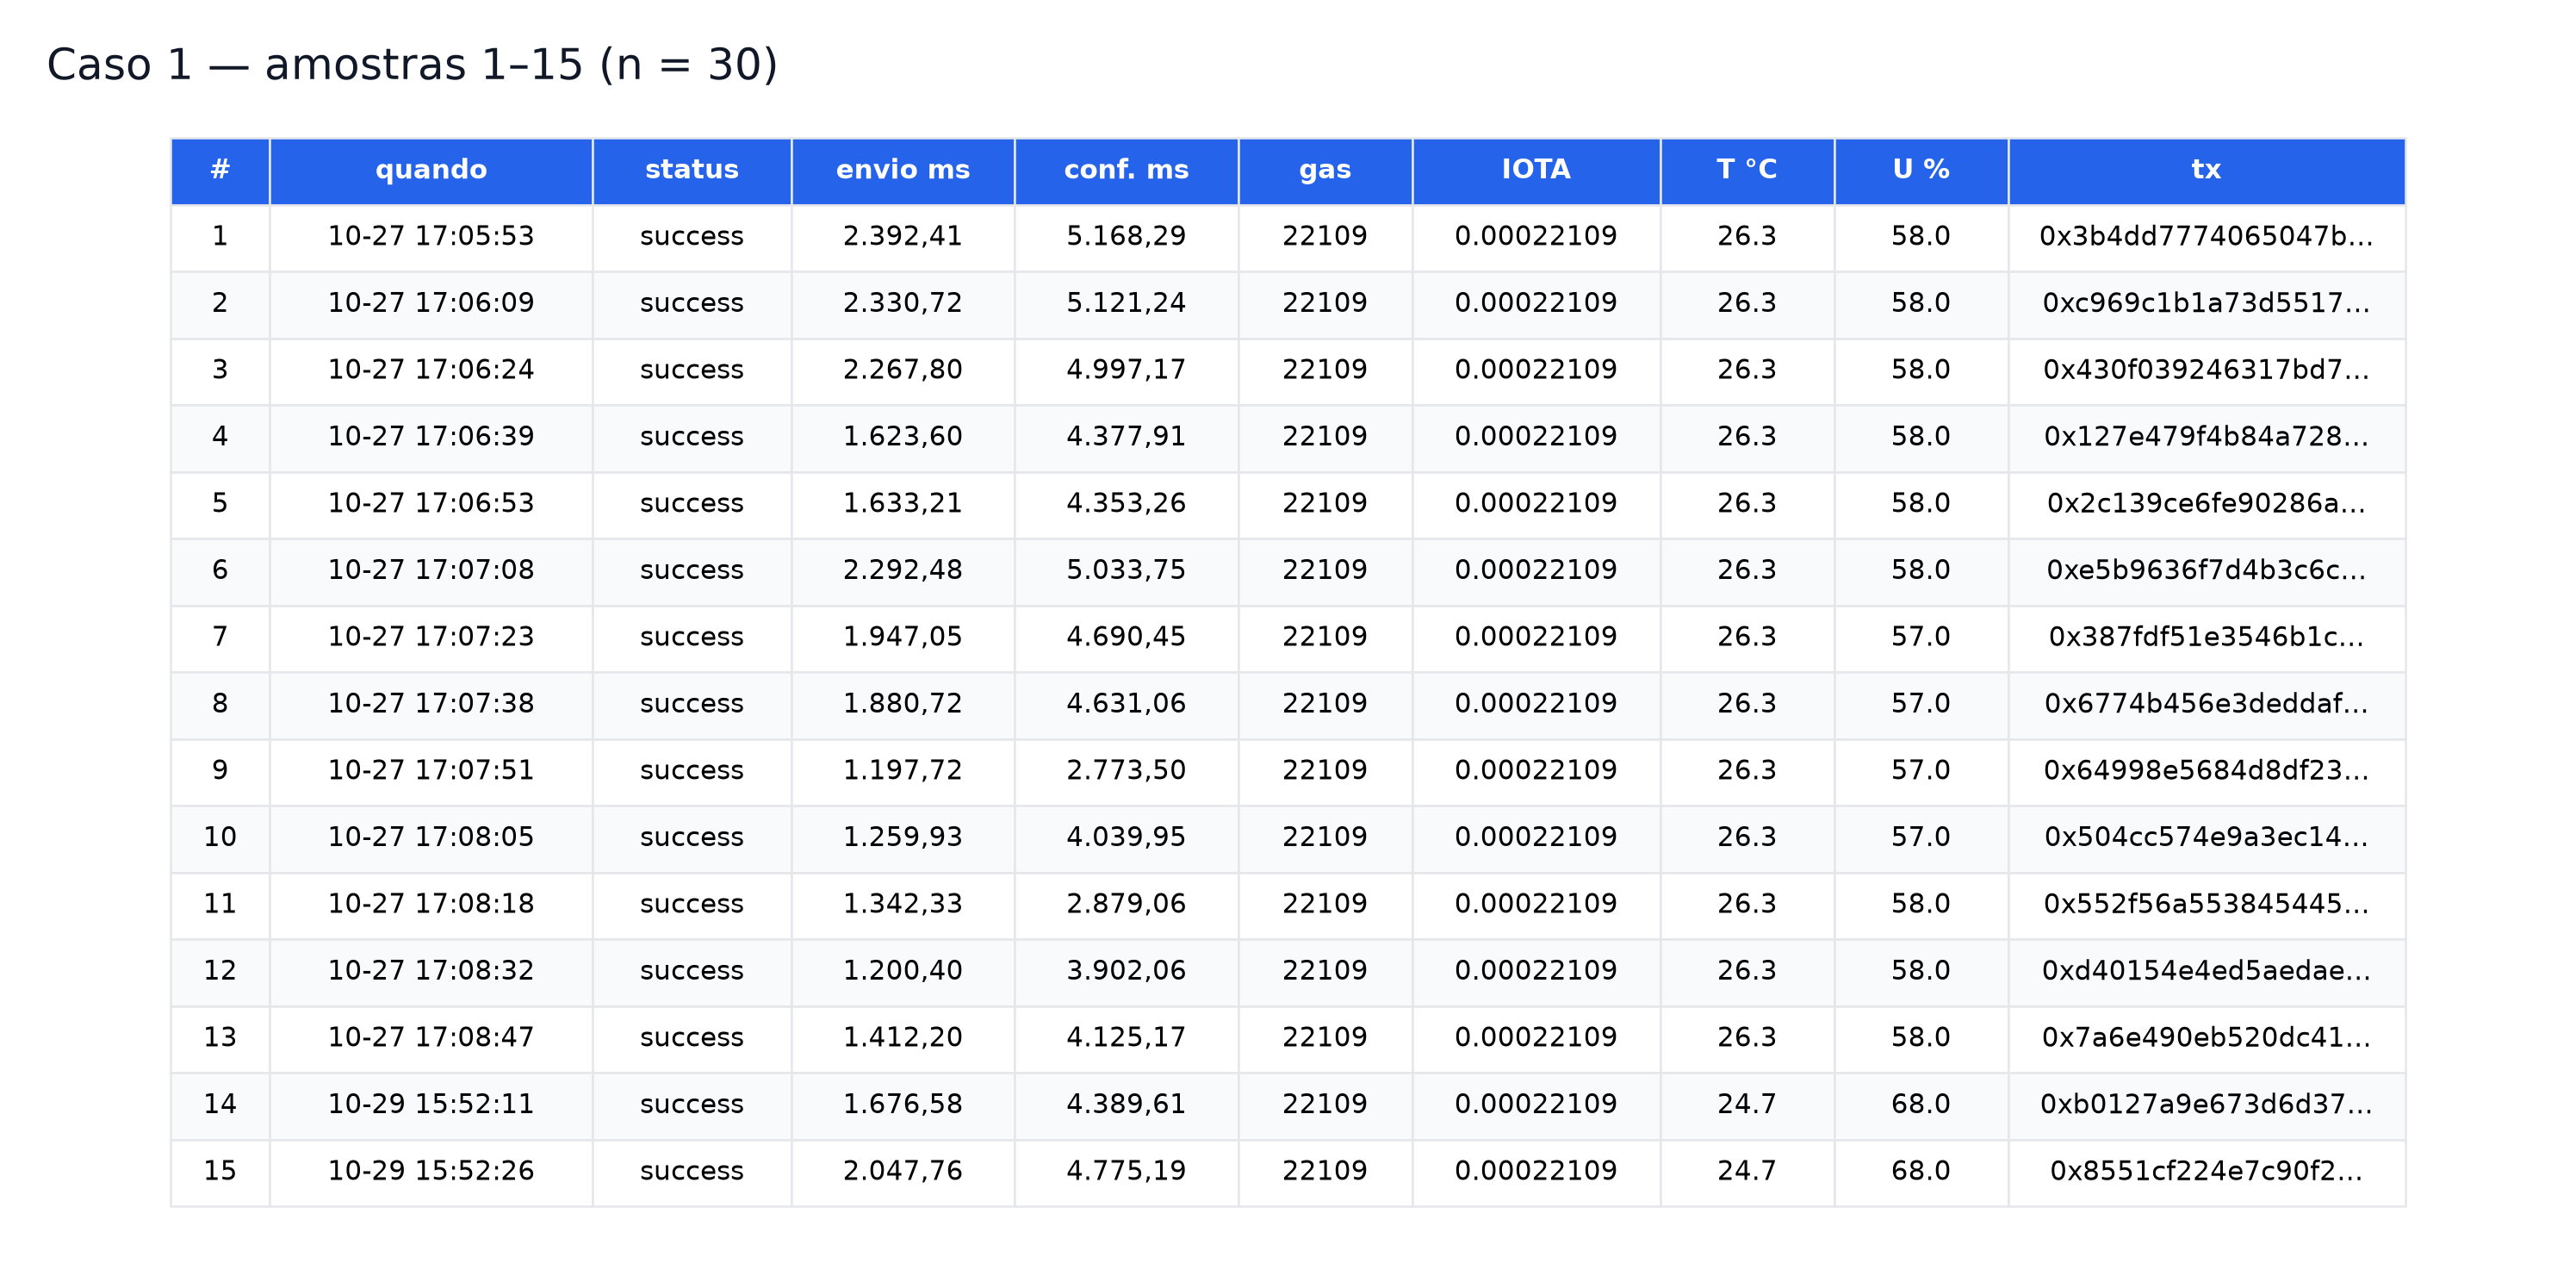 Caso 1 — amostras 1–15 (n = 30)
# quando status envio ms conf. ms gas IOTA T °C U % tx
1 10-27 17:05:53 success 2.392,41 5.168,29 22109 0.00022109 26.3 58.0 0x3b4dd7774065047b...
2 10-27 17:06:09 success 2.330,72 5.121,24 22109 0.00022109 26.3 58.0 0xc969c1b1a73d5517...
3 10-27 17:06:24 success 2.267,80 4.997,17 22109 0.00022109 26.3 58.0 0x430f039246317bd7...
4 10-27 17:06:39 success 1.623,60 4.377,91 22109 0.00022109 26.3 58.0 0x127e479f4b84a728...
5 10-27 17:06:53 success 1.633,21 4.353,26 22109 0.00022109 26.3 58.0 0x2c139ce6fe90286a...
6 10-27 17:07:08 success 2.292,48 5.033,75 22109 0.00022109 26.3 58.0 0xe5b9636f7d4b3c6c...
7 10-27 17:07:23 success 1.947,05 4.690,45 22109 0.00022109 26.3 57.0 0x387fdf51e3546b1c...
8 10-27 17:07:38 success 1.880,72 4.631,06 22109 0.00022109 26.3 57.0 0x6774b456e3deddaf...
9 10-27 17:07:51 success 1.197,72 2.773,50 22109 0.00022109 26.3 57.0 0x64998e5684d8df23...
10 10-27 17:08:05 success 1.259,93 4.039,95 22109 0.00022109 26.3 57.0 0x504cc574e9a3ec14...
11 10-27 17:08:18 success 1.342,33 2.879,06 22109 0.00022109 26.3 58.0 0x552f56a553845445...
12 10-27 17:08:32 success 1.200,40 3.902,06 22109 0.00022109 26.3 58.0 0xd40154e4ed5aedae...
13 10-27 17:08:47 success 1.412,20 4.125,17 22109 0.00022109 26.3 58.0 0x7a6e490eb520dc41...
14 10-29 15:52:11 success 1.676,58 4.389,61 22109 0.00022109 24.7 68.0 0xb0127a9e673d6d37...
15 10-29 15:52:26 success 2.047,76 4.775,19 22109 0.00022109 24.7 68.0 0x8551cf224e7c90f2...